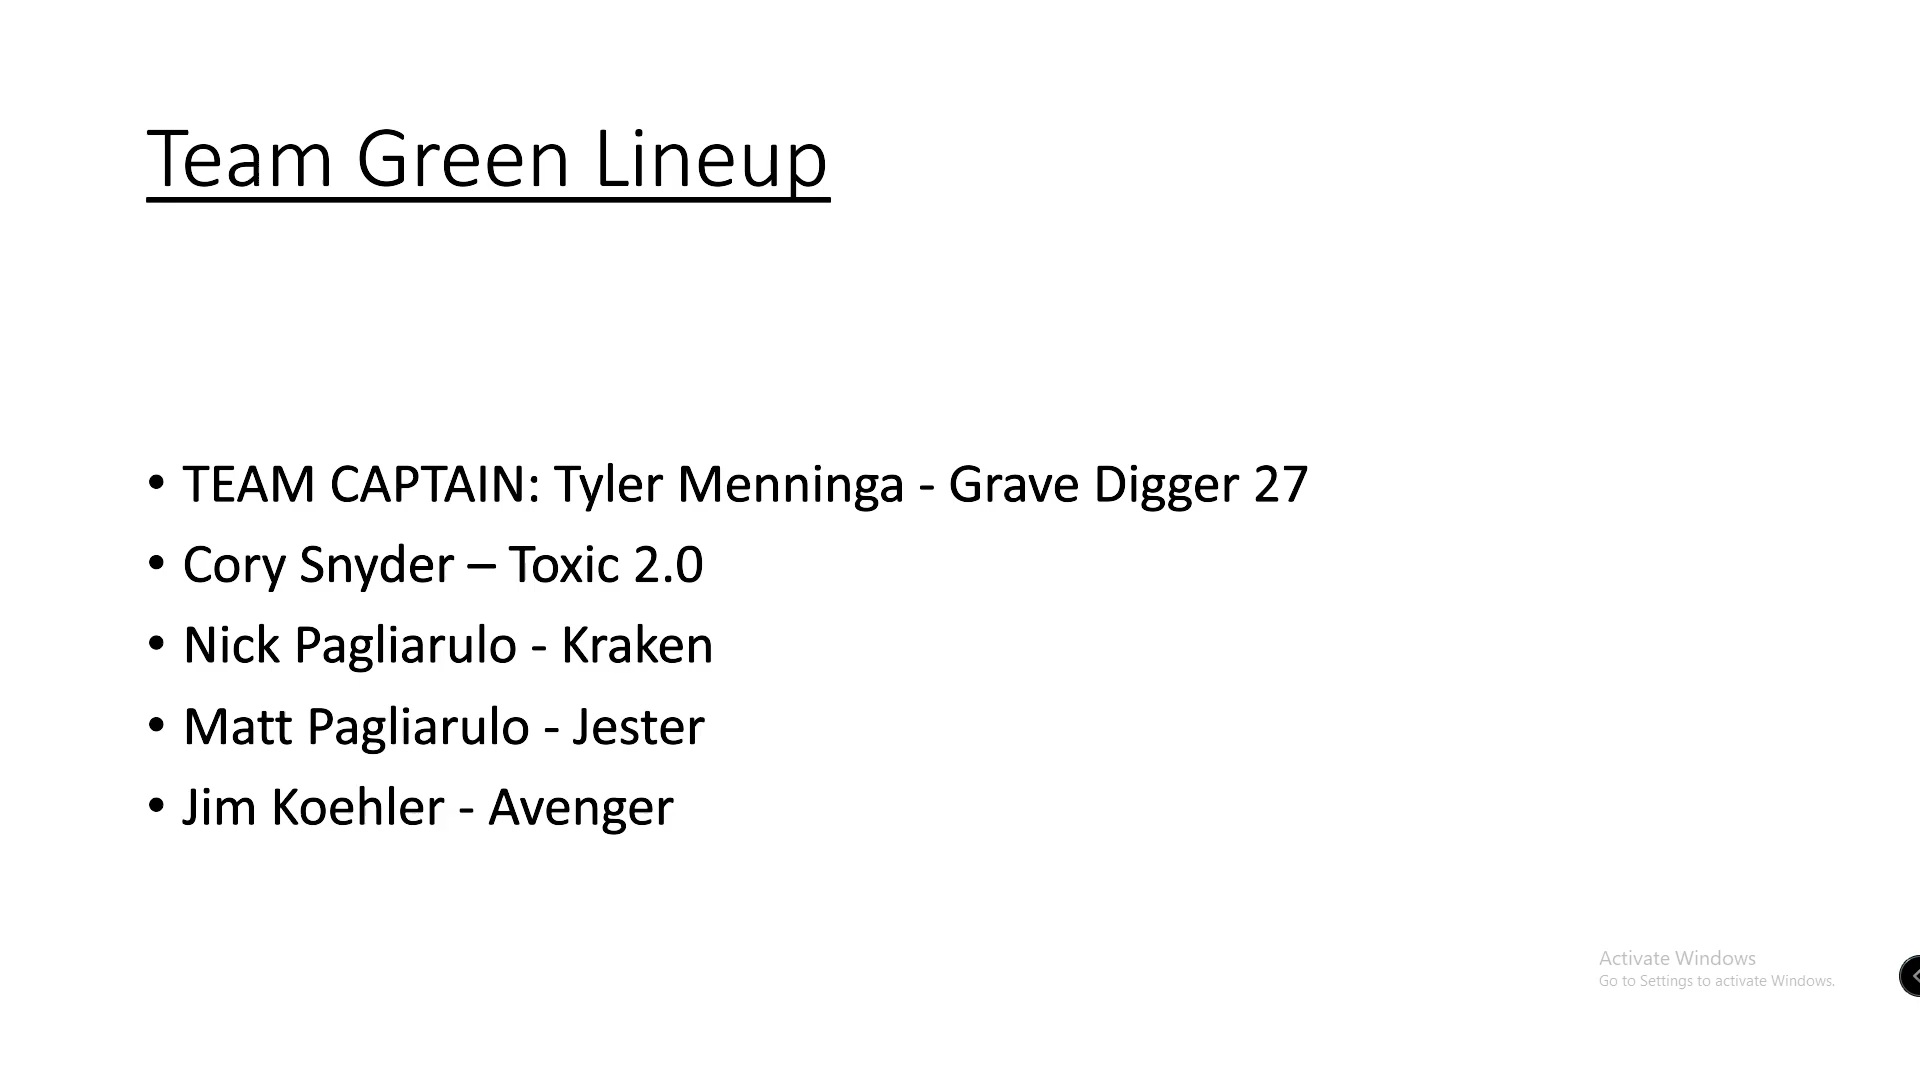 Team Green Lineup
• TEAM CAPTAIN: Tyler Menninga - Grave Digger 27
• Cory Snyder – Toxic 2.0
• Nick Pagliarulo - Kraken
• Matt Pagliarulo - Jester
• Jim Koehler - Avenger
Activate Windows
Go to Settings to activate Windows.